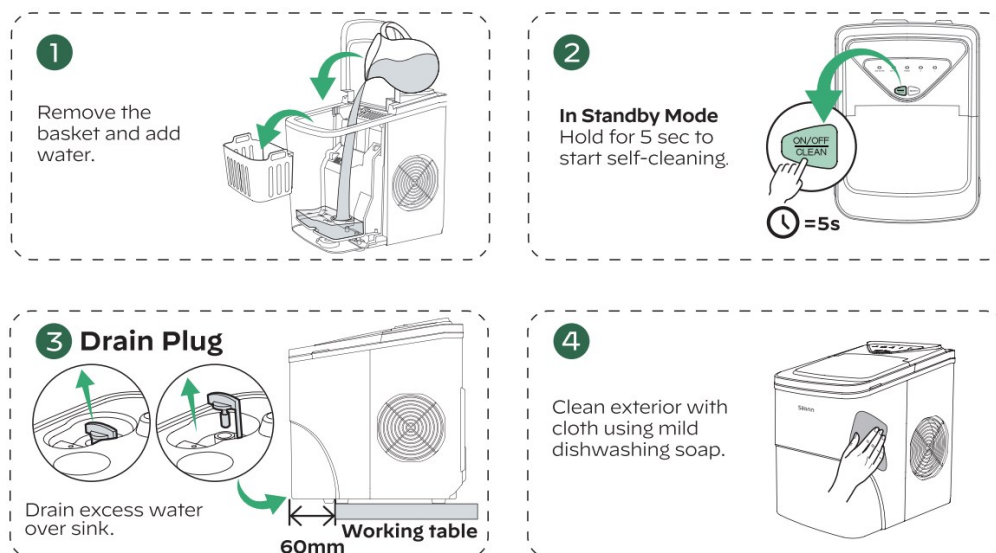 1
Remove the
basket and add
water.
2
In Standby Mode
Hold for 5 sec to
start self-cleaning.
ON/OFF
CLEAN
=5s
3 Drain Plug
Drain excess water
over sink.
60mm
Working table
4
Clean exterior with
cloth using mild
dishwashing soap.